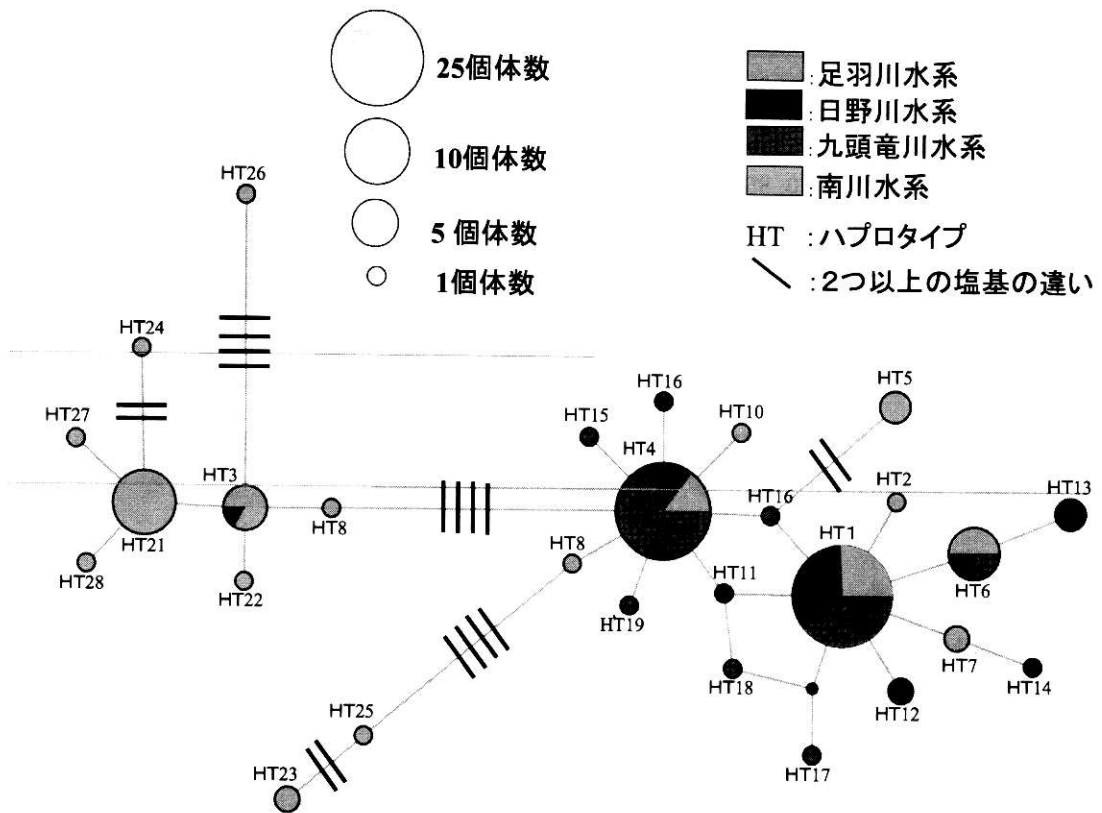 25個体数
10個体数
5 個体数
1個体数
:足羽川水系
:日野川水系
:九頭竜川水系
:南川水系
HT :ハプロタイプ
:２つ以上の塩基の違い
HT26
HT24
HT27
HT3
HT21
HT28
HT22
HT8
HT16
HT15
HT10
HT4
HT5
HT16
HT2
HT13
HT1
HT6
HT8
HT11
HT19
HT7
HT14
HT18
HT12
HT17
HT25
HT23